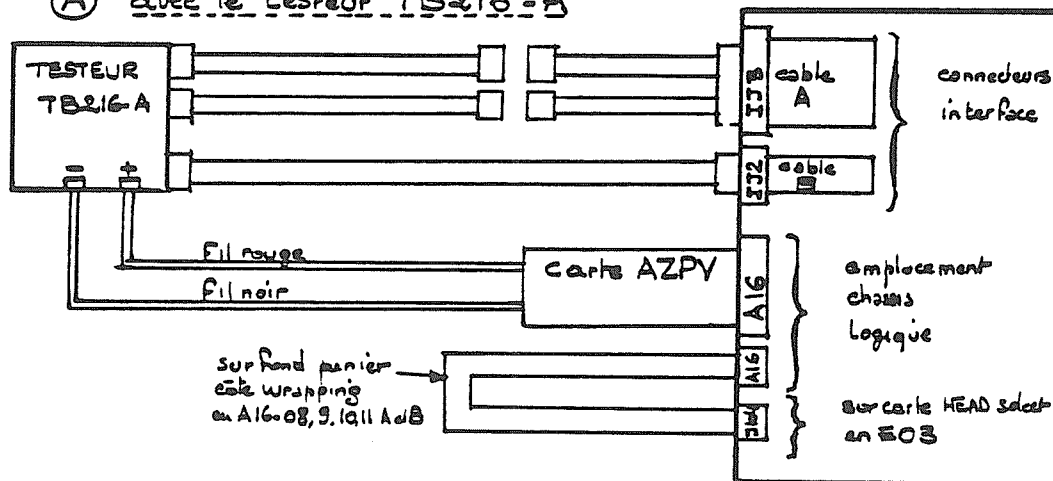 A avec le testeur TB216-A
TESTEUR
TB216-A
- +
IJ3
cable
A
connecteurs
interface
IJ2
cable
B
Fil rouge
Fil noir
carte AZPV
A16
emplacement
chassis
logique
sur fond panier
côté wrapping
en A16-08, 9, 10, 11 A et B
A16
sur carte HEAD select
en E03